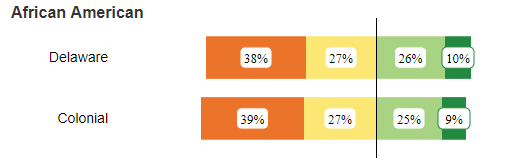 African American
Delaware 38% 27% 26% 10%
Colonial 39% 27% 25% 9%